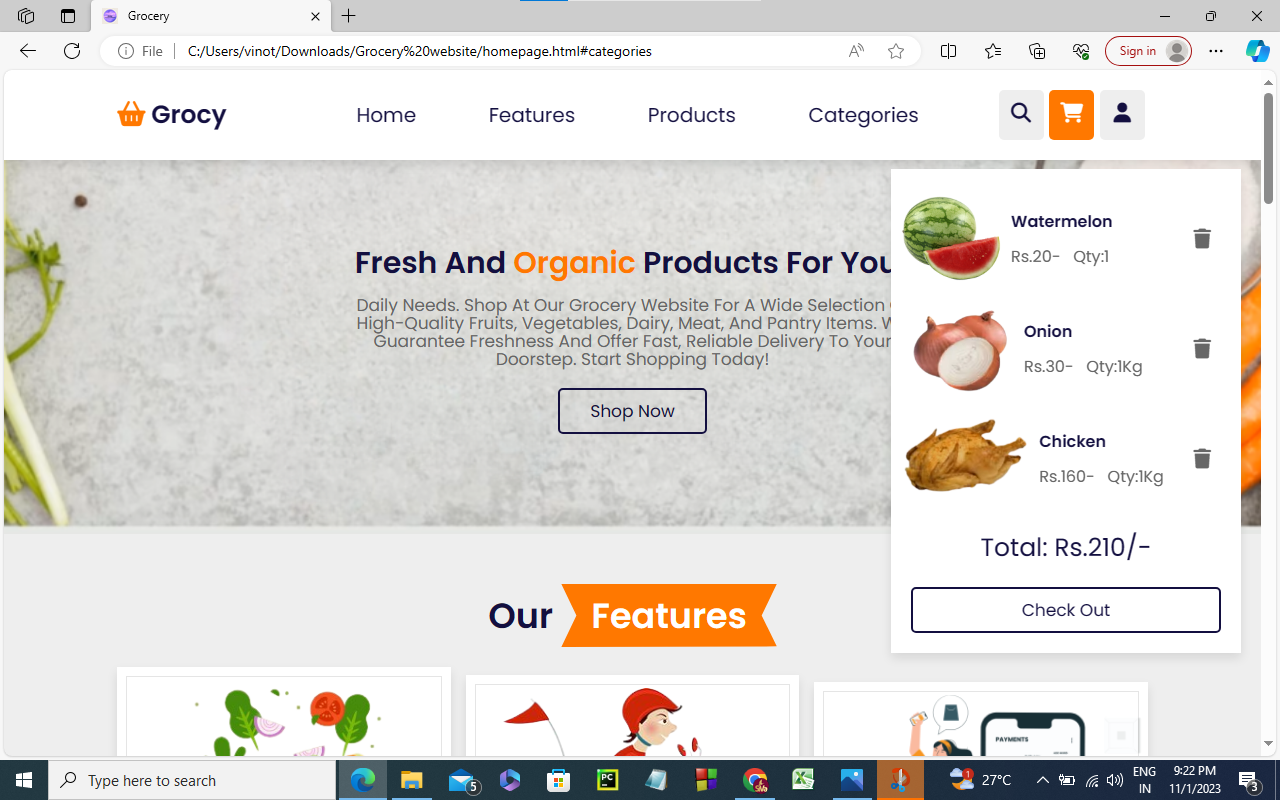 Grocery
File
C:/Users/vinot/Downloads/Grocery%20website/homepage.html#categories
Sign in
Grocy
Home
Features
Products
Categories
Fresh And Organic Products For You
Daily Needs. Shop At Our Grocery Website For A Wide Selection
High-Quality Fruits, Vegetables, Dairy, Meat, And Pantry Items.
Guarantee Freshness And Offer Fast, Reliable Delivery To Your
Doorstep. Start Shopping Today!
Shop Now
Watermelon
Rs.20- Qty:1
Onion
Rs.30- Qty:1Kg
Chicken
Rs.160- Qty:1Kg
Total: Rs.210/-
Check Out
Our Features
PAYMENTS
Type here to search
5
PC
1
27°C
ENG
IN
9:22 PM
11/1/2023
3